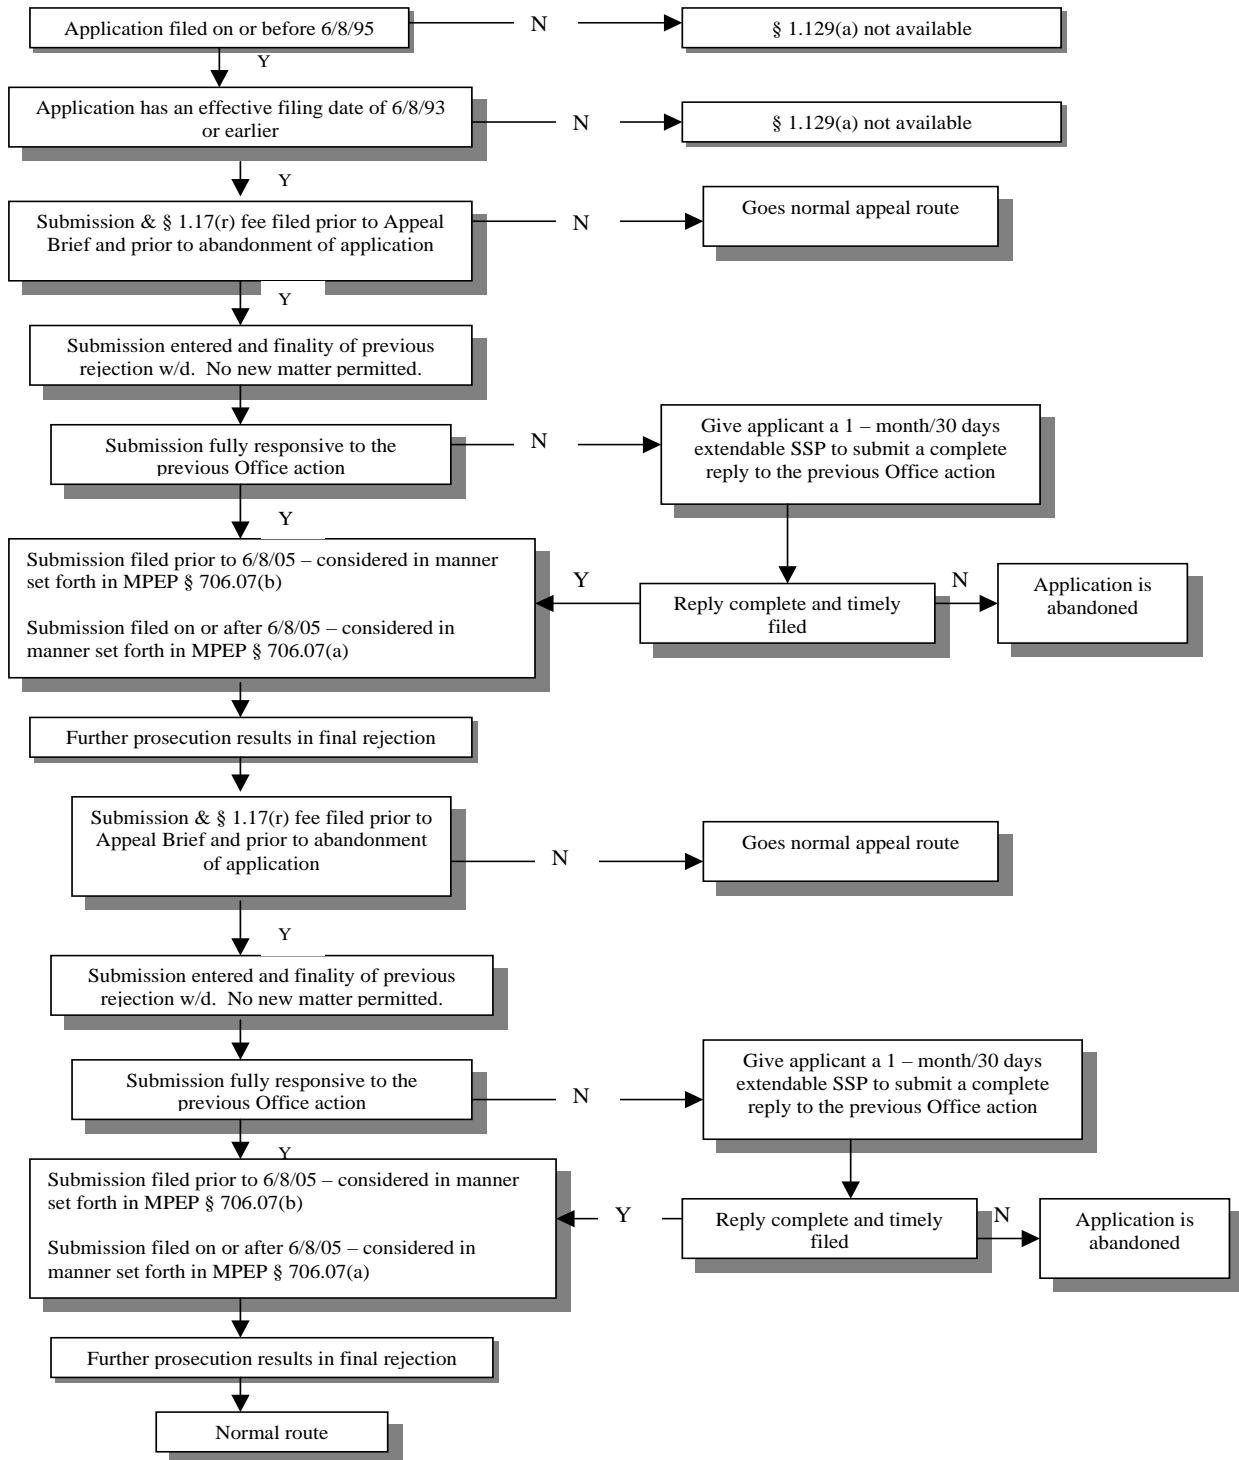 Application filed on or before 6/8/95
N
§ 1.129(a) not available
Y
Application has an effective filing date of 6/8/93
or earlier
N
§ 1.129(a) not available
Y
Submission & § 1.17(r) fee filed prior to Appeal
Brief and prior to abandonment of application
N
Goes normal appeal route
Y
Submission entered and finality of previous
rejection w/d. No new matter permitted.
Submission fully responsive to the
previous Office action
N
Give applicant a 1 – month/30 days
extendable SSP to submit a complete
reply to the previous Office action
Y
Submission filed prior to 6/8/05 – considered in manner
set forth in MPEP § 706.07(b)
Submission filed on or after 6/8/05 – considered in
manner set forth in MPEP § 706.07(a)
Y
Reply complete and timely
filed
N
Application is
abandoned
Further prosecution results in final rejection
Submission & § 1.17(r) fee filed prior to
Appeal Brief and prior to abandonment
of application
N
Goes normal appeal route
Y
Submission entered and finality of previous
rejection w/d. No new matter permitted.
Submission fully responsive to the
previous Office action
N
Give applicant a 1 – month/30 days
extendable SSP to submit a complete
reply to the previous Office action
Y
Submission filed prior to 6/8/05 – considered in manner
set forth in MPEP § 706.07(b)
Submission filed on or after 6/8/05 – considered in
manner set forth in MPEP § 706.07(a)
Y
Reply complete and timely
filed
N
Application is
abandoned
Further prosecution results in final rejection
Normal route